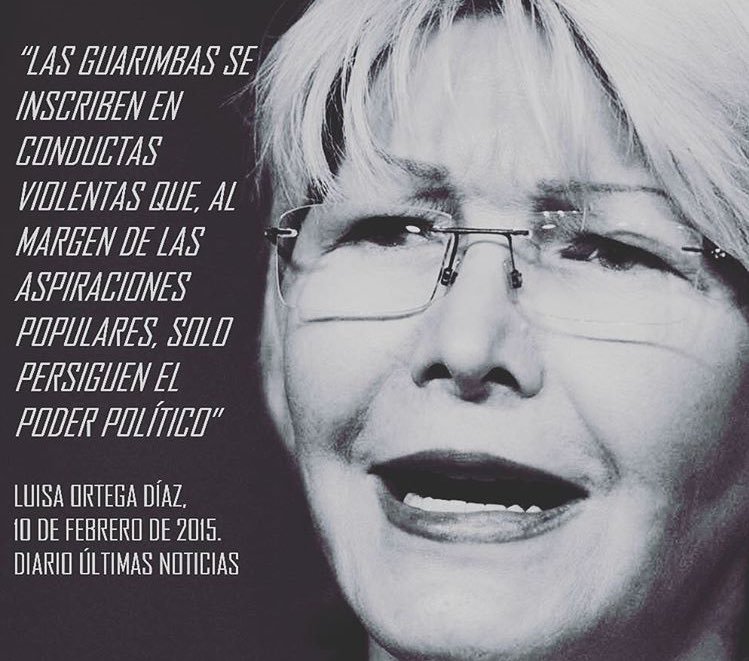 "LAS GUARIMBAS SE
INSCRIBEN EN
CONDUCTAS
VIOLENTAS QUE, AL
MARGEN DE LAS
ASPIRACIONES
POPULARES, SOLO
PERSIGUEN EL
PODER POLÍTICO"
LUISA ORTEGA DÍAZ,
10 DE FEBRERO DE 2015.
DIARIO ÚLTIMAS NOTICIAS